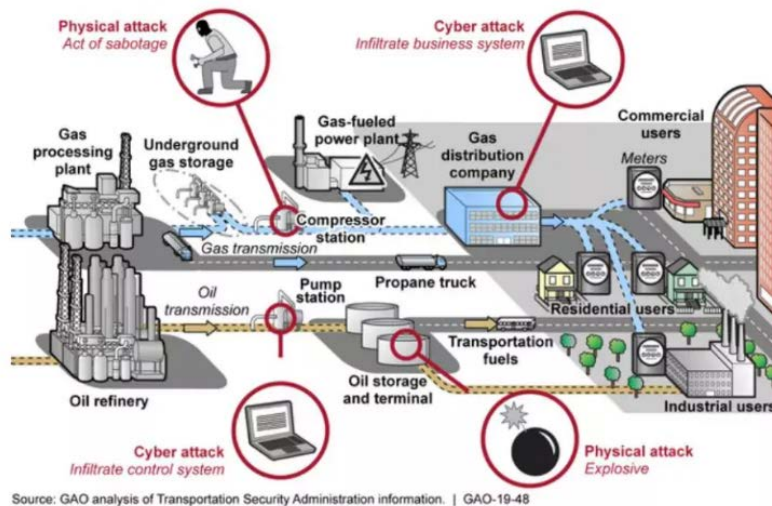 Physical attack
Act of sabotage
Cyber attack
Infiltrate business system
Commercial
users
Meters
Gas-fueled
power plant
Gas
processing
plant
Underground
gas storage
Gas
distribution
company
Compressor
station
Gas transmission
Propane truck
Oil
transmission
Pump
station
Residential users
Transportation
fuels
Oil refinery
Oil storage
and terminal
Industrial users
Cyber attack
Infiltrate control system
Physical attack
Explosive
Source: GAO analysis of Transportation Security Administration information. | GAO-19-48